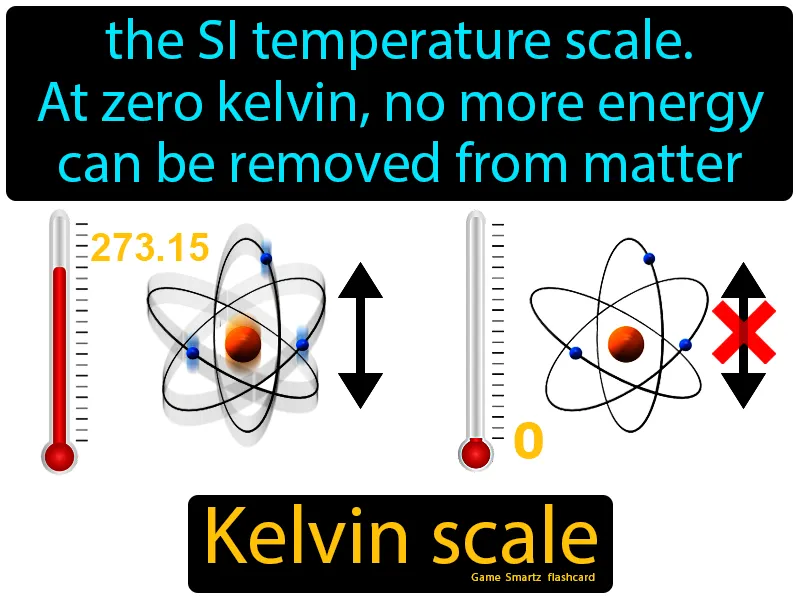 the SI temperature scale.
At zero kelvin, no more energy
can be removed from matter
273.15
0
Kelvin scale
Game Smartz flashcard